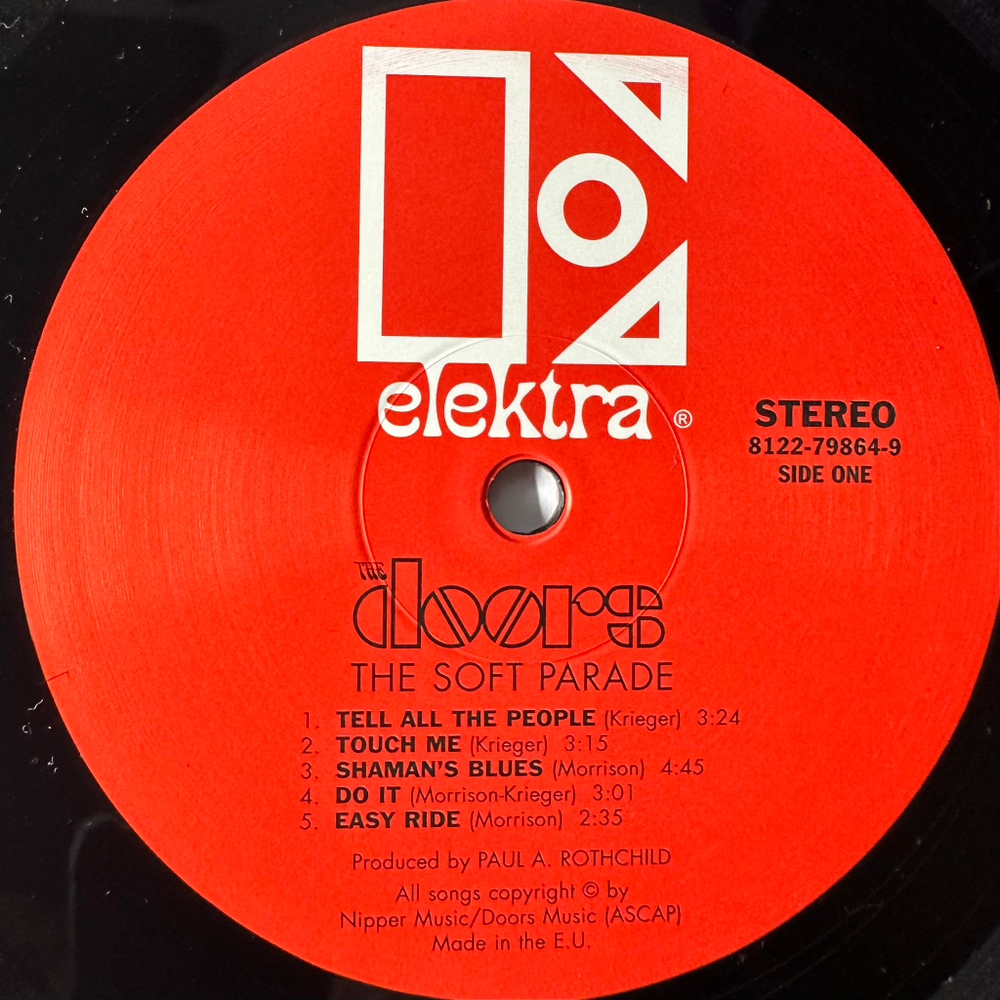 elektra ®
STEREO
8122-79864-9
SIDE ONE
THE
doors
THE SOFT PARADE
1. TELL ALL THE PEOPLE (Krieger) 3:24
2. TOUCH ME (Krieger) 3:15
3. SHAMAN'S BLUES (Morrison) 4:45
4. DO IT (Morrison-Krieger) 3:01
5. EASY RIDE (Morrison) 2:35
Produced by PAUL A. ROTHCHILD
All songs copyright © by
Nipper Music/Doors Music (ASCAP)
Made in the E.U.